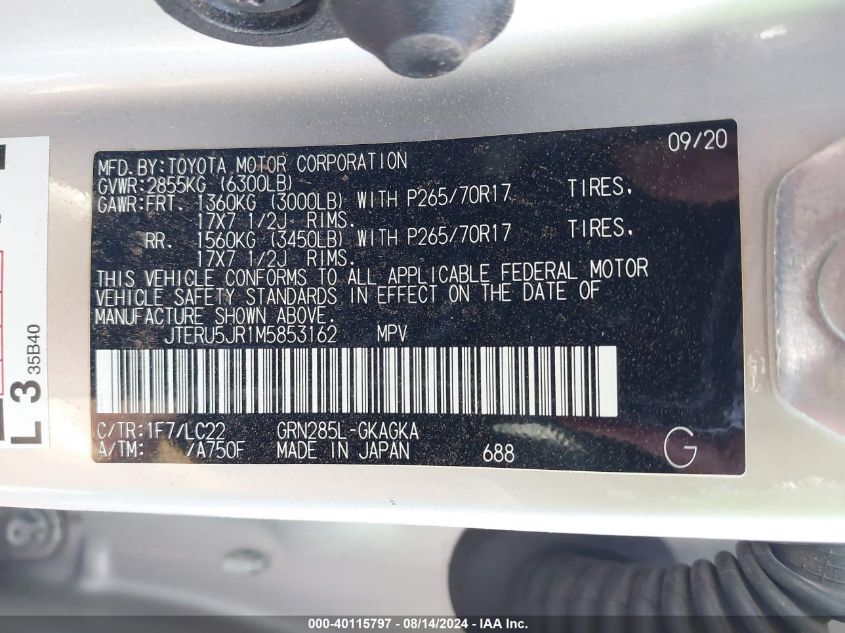 09/20
MFD. BY: TOYOTA MOTOR CORPORATION
GVWR: 2855KG (6300LB)
GAWR: FRT. 1360KG (3000LB) WITH P265/70R17 TIRES.
17X7 1/2J RIMS.
RR. 1560KG (3450LB) WITH P265/70R17 TIRES.
17X7 1/2J RIMS.
THIS VEHICLE CONFORMS TO ALL APPLICABLE FEDERAL MOTOR
VEHICLE SAFETY STANDARDS IN EFFECT ON THE DATE OF
MANUFACTURE SHOWN ABOVE.
JTERU5JR1M5853162 MPV
C/TR: 1F7/LC22 GRN285L-GKAGKA
A/TM: /A750F MADE IN JAPAN 688 G
L 3 35B40
000-40115797 - 08/14/2024 - Copyright © 2024 IAA, Inc.